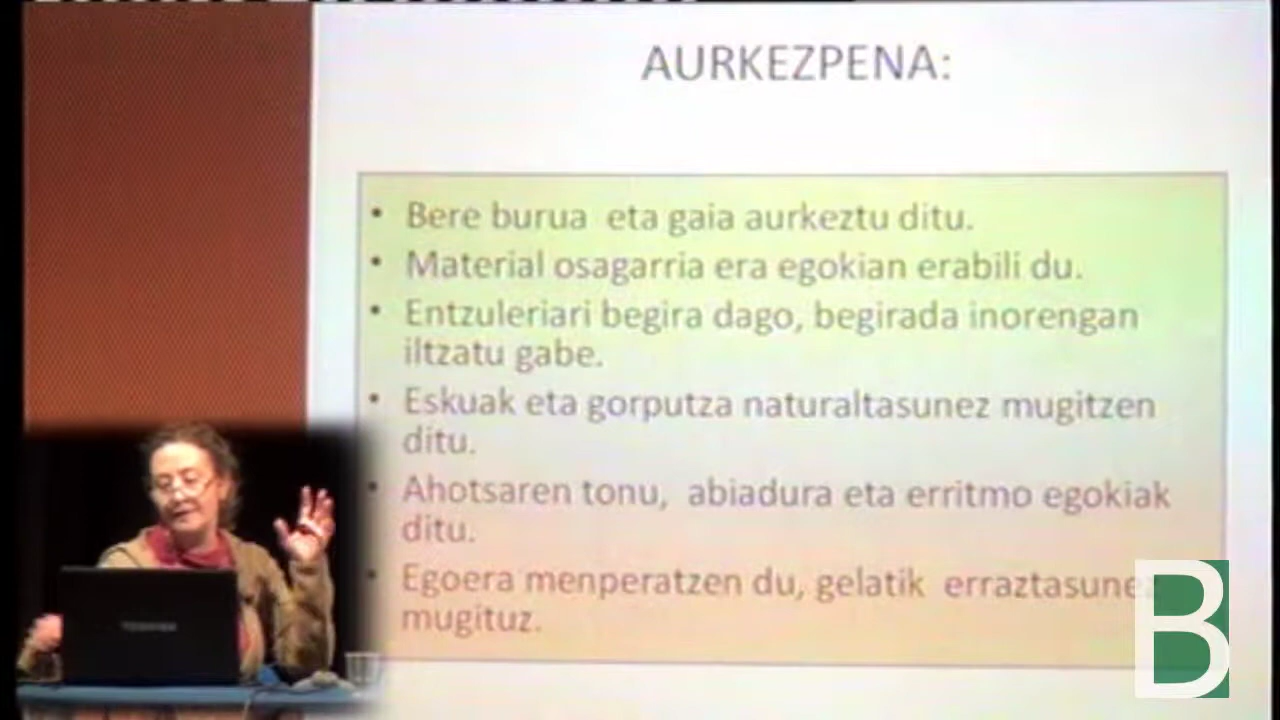 AURKEZPENA:
• Bere burua eta gaia aurkeztu ditu.
• Material osagarria era egokian erabili du.
• Entzuleriari begira dago, begirada inorengan
iltzatu gabe.
• Eskuak eta gorputza naturaltasunez mugitzen
ditu.
• Ahotsaren tonu, abiadura eta erritmo egokiak
ditu.
• Egoera menperatzen du, gelatik erraztasunez
mugituz.
TOSHIBA
B